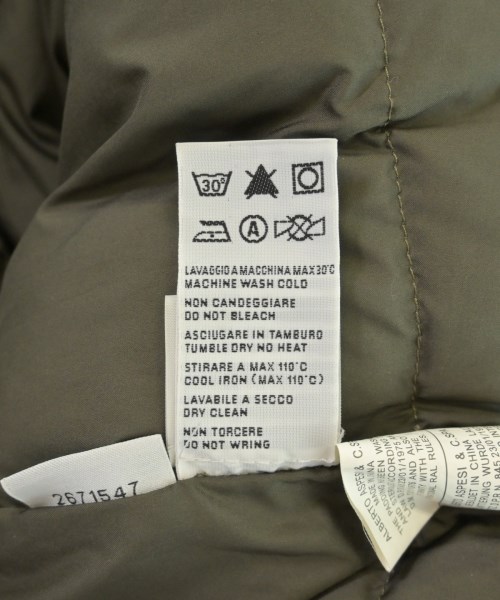 30°
A
LAVAGGIO A MACCHINA MAX 30°C
MACHINE WASH COLD
NON CANDEGGIARE
DO NOT BLEACH
ASCIUGARE IN TAMBURO
TUMBLE DRY NO HEAT
STIRARE A MAX 110°C
COOL IRON (MAX 110°C)
LAVABILE A SECCO
DRY CLEAN
NON TORCERE
DO NOT WRING
2671547
ALBERTO ASPESI & C.
MADE IN